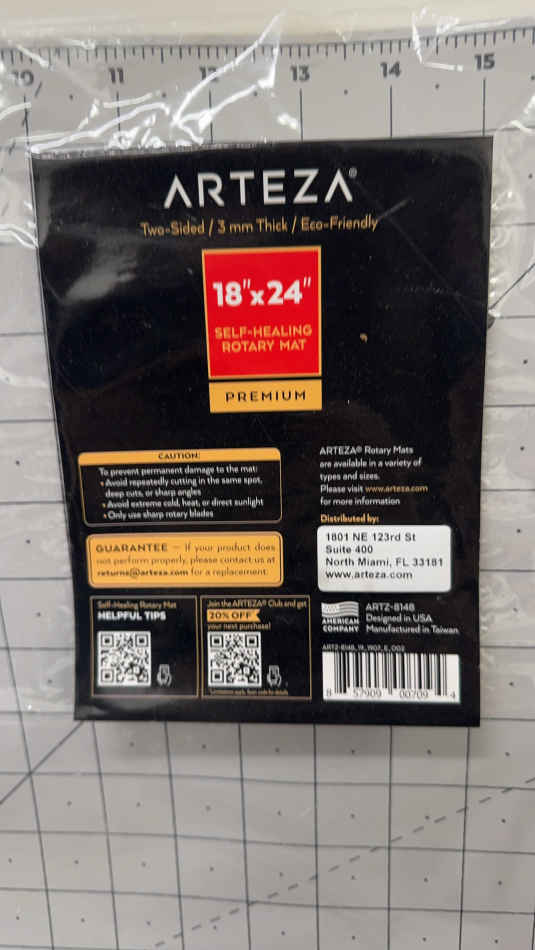 10 11 12 13 14 15
ARTEZA®
Two-Sided / 3 mm Thick / Eco-Friendly
18"x24"
SELF-HEALING
ROTARY MAT
PREMIUM
CAUTION:
To prevent permanent damage to the mat:
• Avoid repeatedly cutting in the same spot,
deep cuts, or sharp angles
• Avoid extreme cold, heat, or direct sunlight
• Only use sharp rotary blades
ARTEZA® Rotary Mats
are available in a variety of
types and sizes.
Please visit www.arteza.com
for more information
Distributed by:
1801 NE 123rd St
Suite 400
North Miami, FL 33181
www.arteza.com
GUARANTEE — If your product does
not perform properly, please contact us at
returns@arteza.com for a replacement.
Self-Healing Rotary Mat
HELPFUL TIPS
Join the ARTEZA® Club and get
20% OFF
your next purchase!
AMERICAN
COMPANY
ARTZ-8148
Designed in USA
Manufactured in Taiwan
8 57909 00709 4